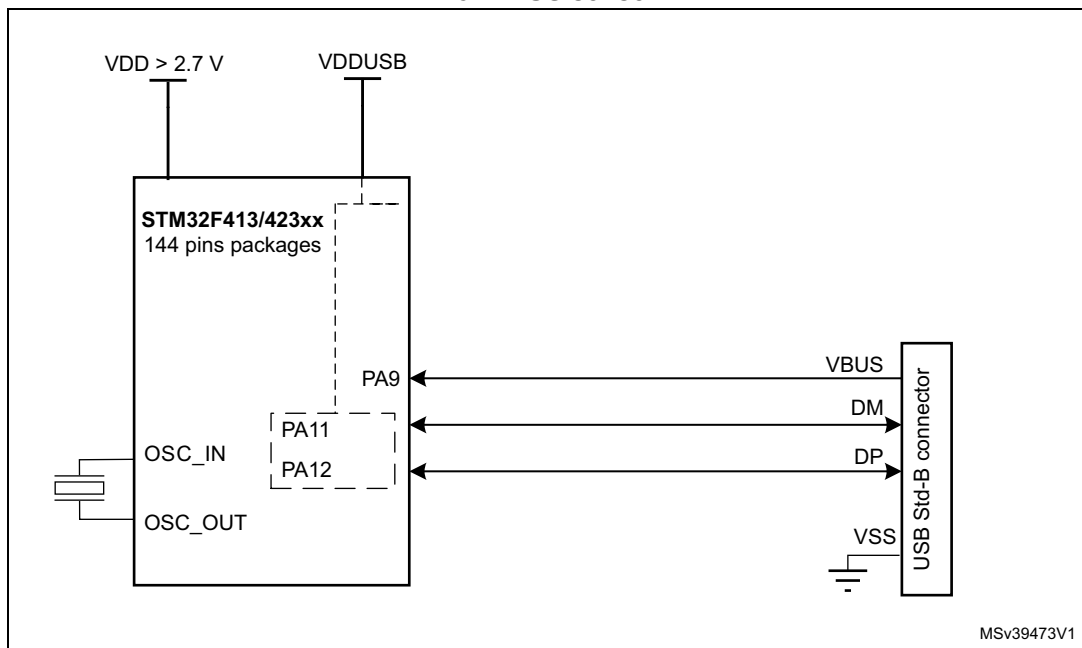 VDD > 2.7 V
VDDUSB
STM32F413/423xx
144 pins packages
PA9
PA11
PA12
OSC_IN
OSC_OUT
VBUS
DM
DP
VSS
USB Std-B connector
MSv39473V1